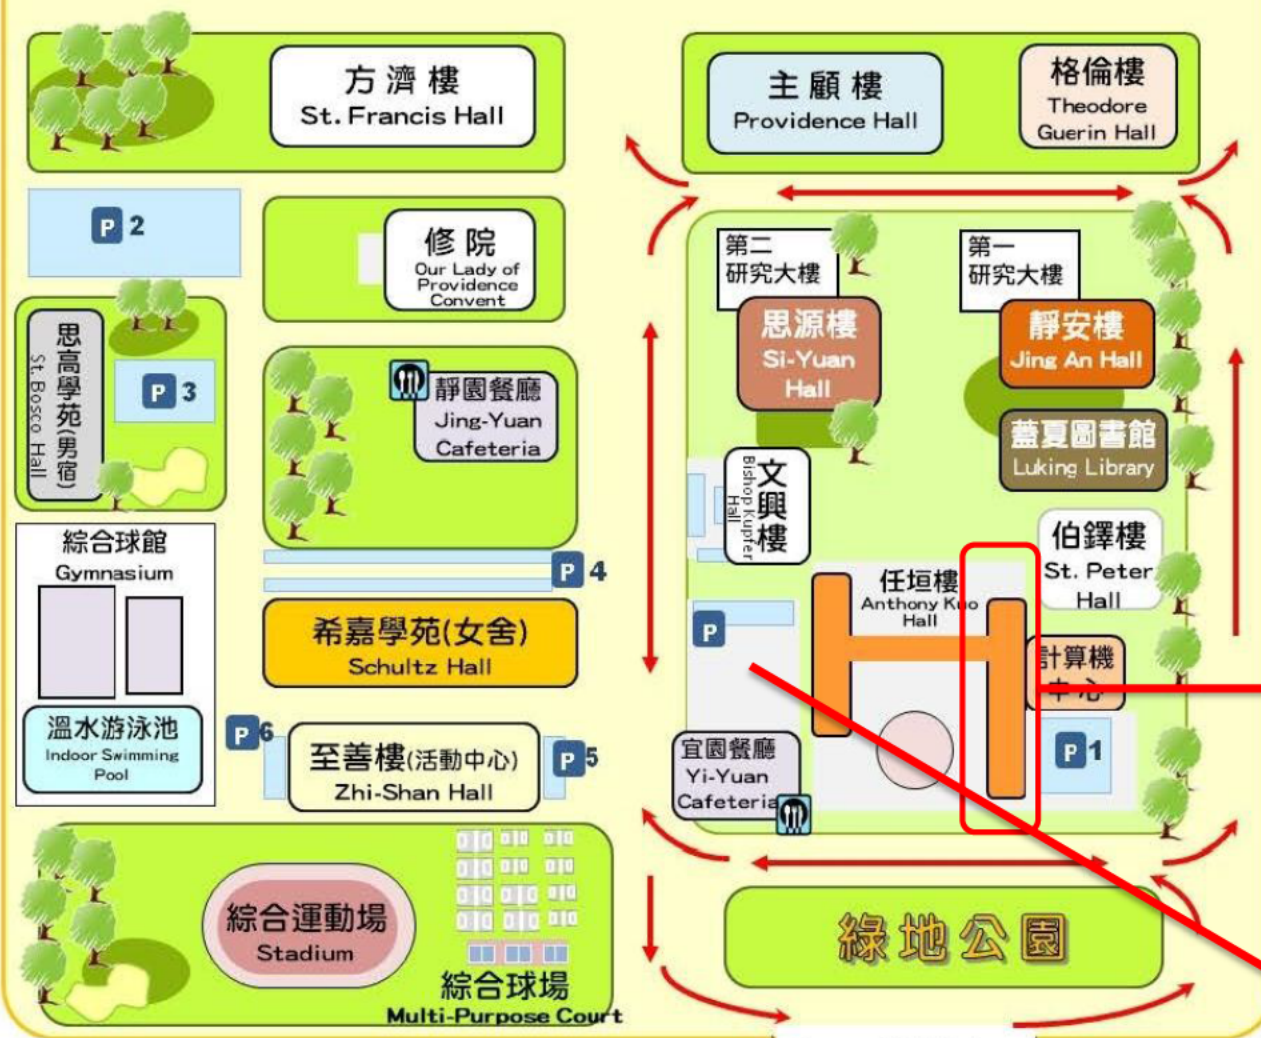 方濟樓
St. Francis Hall
主顧樓
Providence Hall
格倫樓
Theodore
Guerin Hall
P 2
修院
Our Lady of
Providence
Convent
第二
研究大樓
第一
研究大樓
思源樓
Si-Yuan
Hall
靜安樓
Jing An Hall
思高學苑(男宿)
St. Bosco Hall
P 3
靜園餐廳
Jing-Yuan
Cafeteria
蓋夏圖書館
Luking Library
文興樓
Bishop Kupfer
Hall
綜合球館
Gymnasium
P 4
伯鐸樓
St. Peter
Hall
任垣樓
Anthony Kuo
Hall
希嘉學苑(女舍)
Schultz Hall
P
計算機
中心
溫水游泳池
Indoor Swimming
Pool
P6
至善樓(活動中心)
Zhi-Shan Hall
P5
宜園餐廳
Yi-Yuan
Cafeteria
P1
綜合運動場
Stadium
綜合球場
Multi-Purpose Court
綠地公園